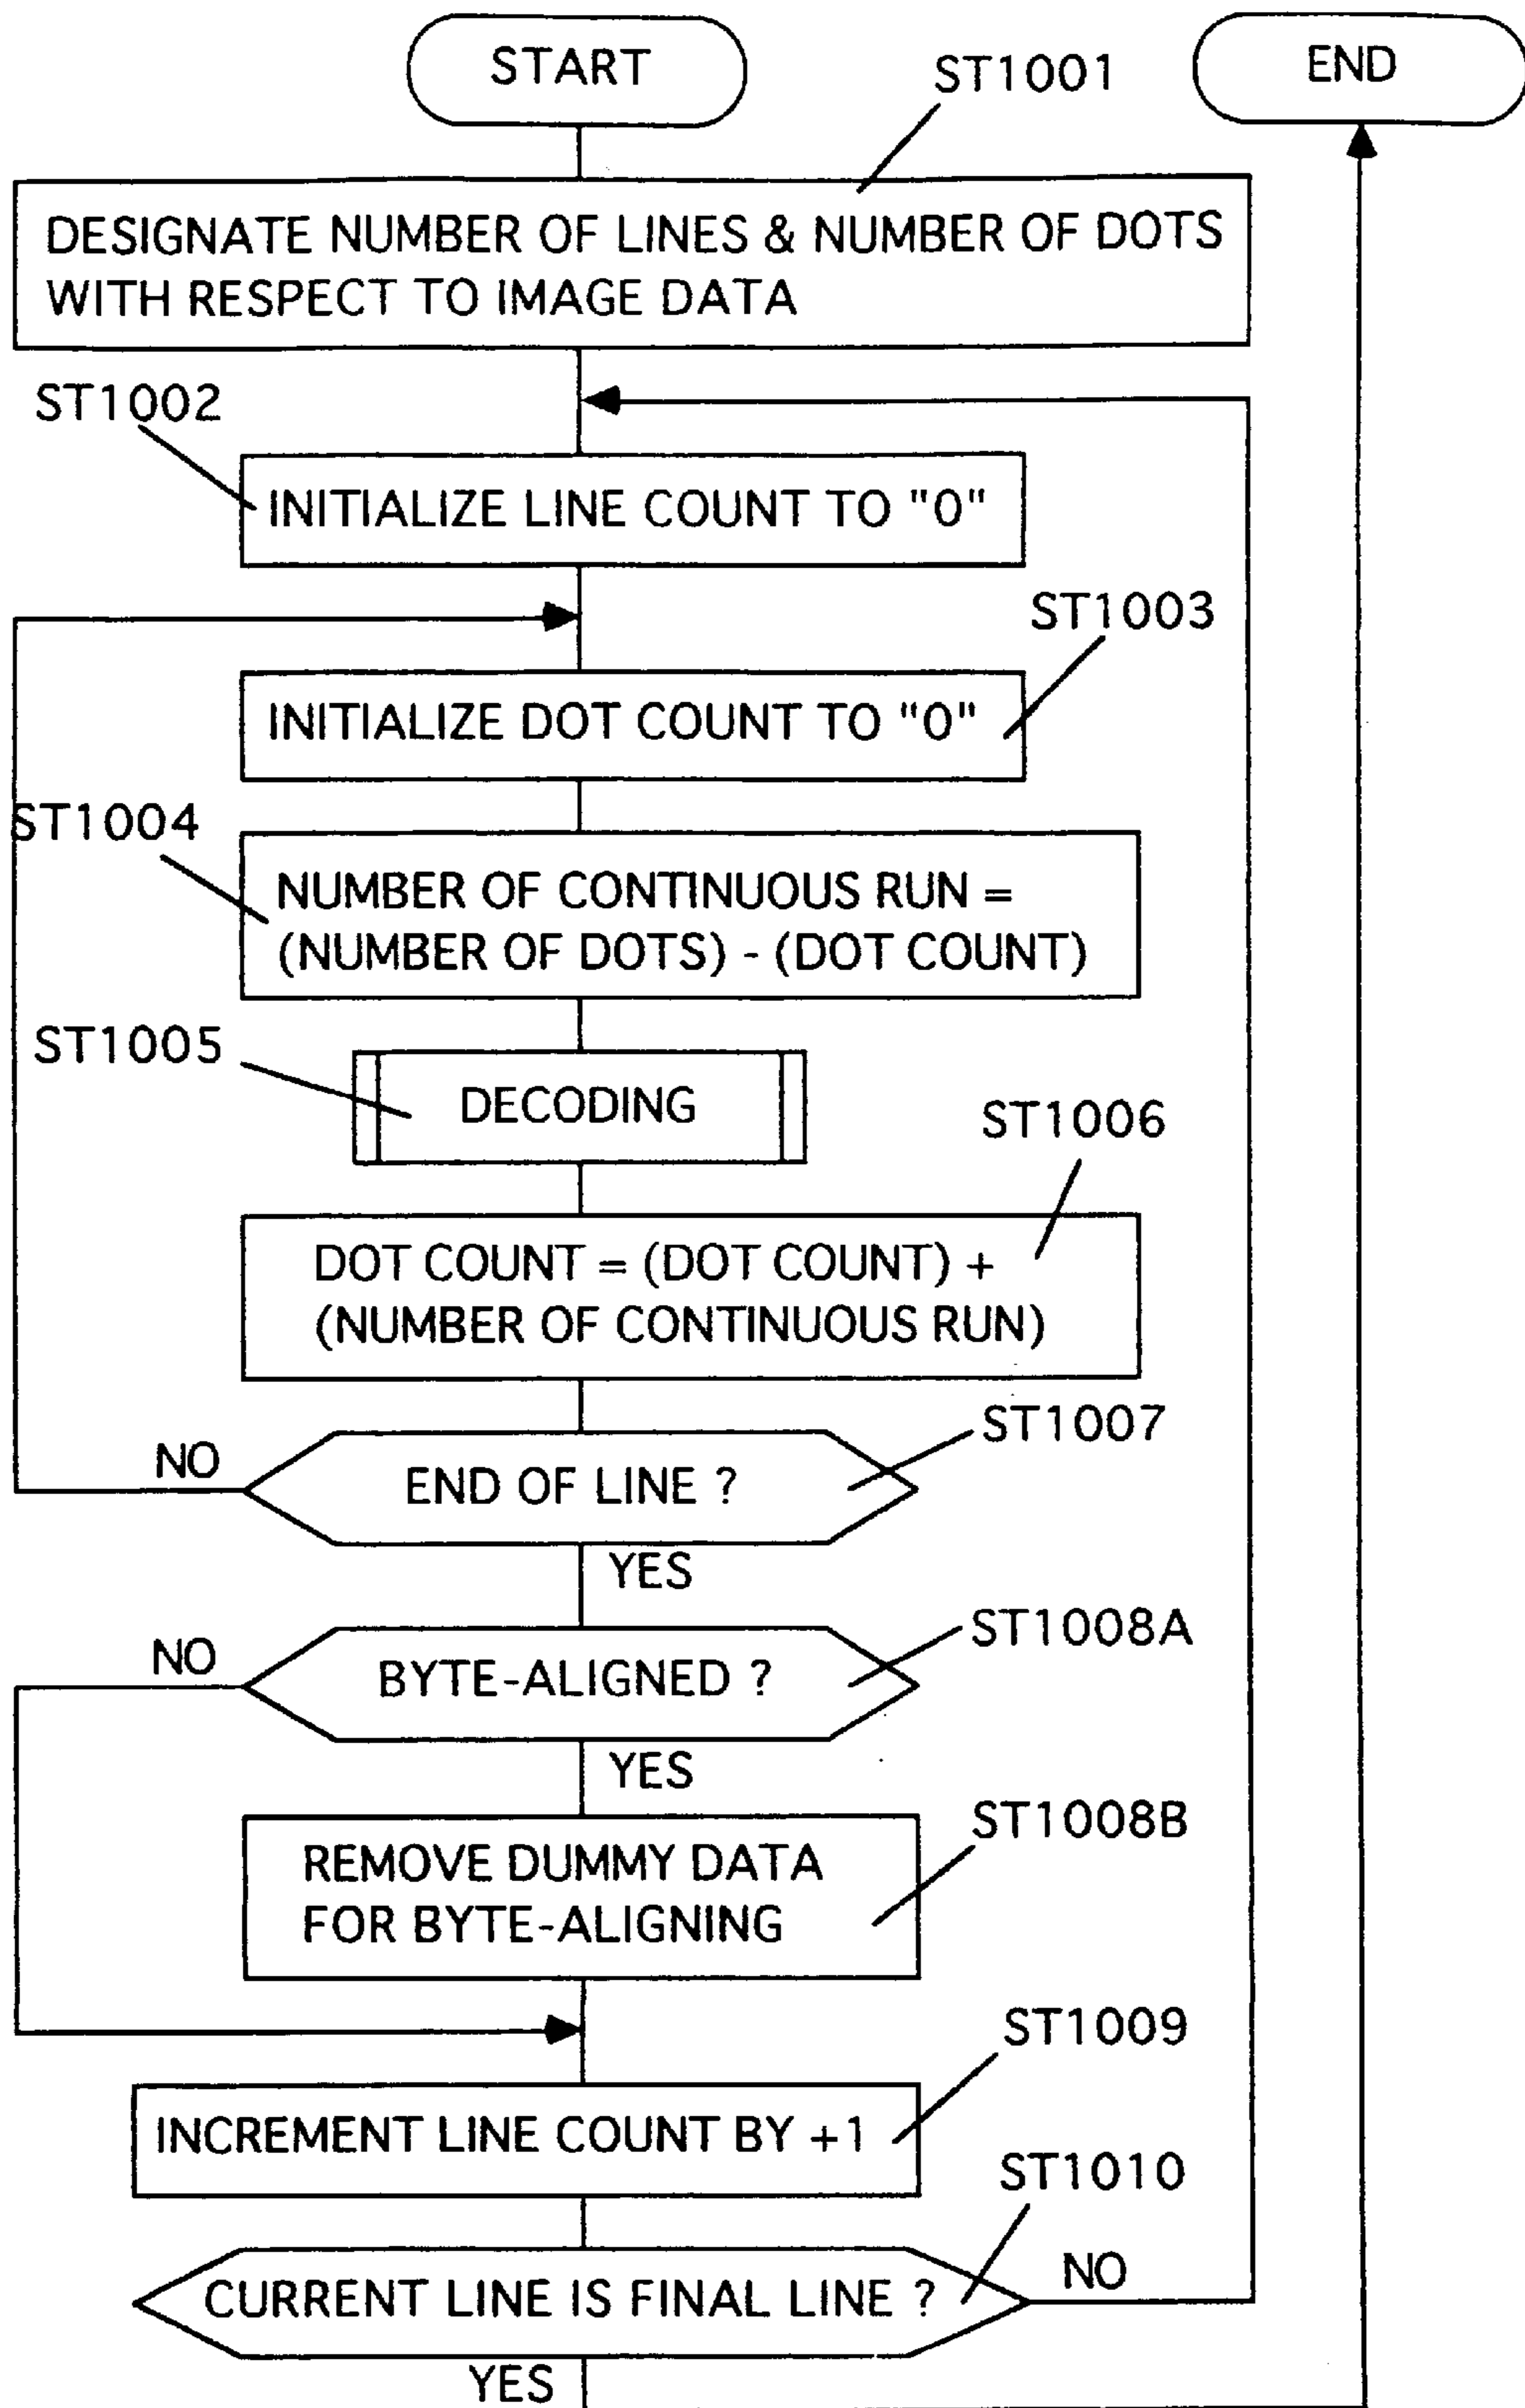 START
END
ST1001
DESIGNATE NUMBER OF LINES & NUMBER OF DOTS
WITH RESPECT TO IMAGE DATA
ST1002
INITIALIZE LINE COUNT TO "0"
ST1003
INITIALIZE DOT COUNT TO "0"
ST1004
NUMBER OF CONTINUOUS RUN =
(NUMBER OF DOTS) - (DOT COUNT)
ST1005
DECODING
ST1006
DOT COUNT = (DOT COUNT) +
(NUMBER OF CONTINUOUS RUN)
ST1007
NO
END OF LINE ?
YES
ST1008A
NO
BYTE-ALIGNED ?
YES
ST1008B
REMOVE DUMMY DATA
FOR BYTE-ALIGNING
ST1009
INCREMENT LINE COUNT BY +1
ST1010
CURRENT LINE IS FINAL LINE ?
NO
YES